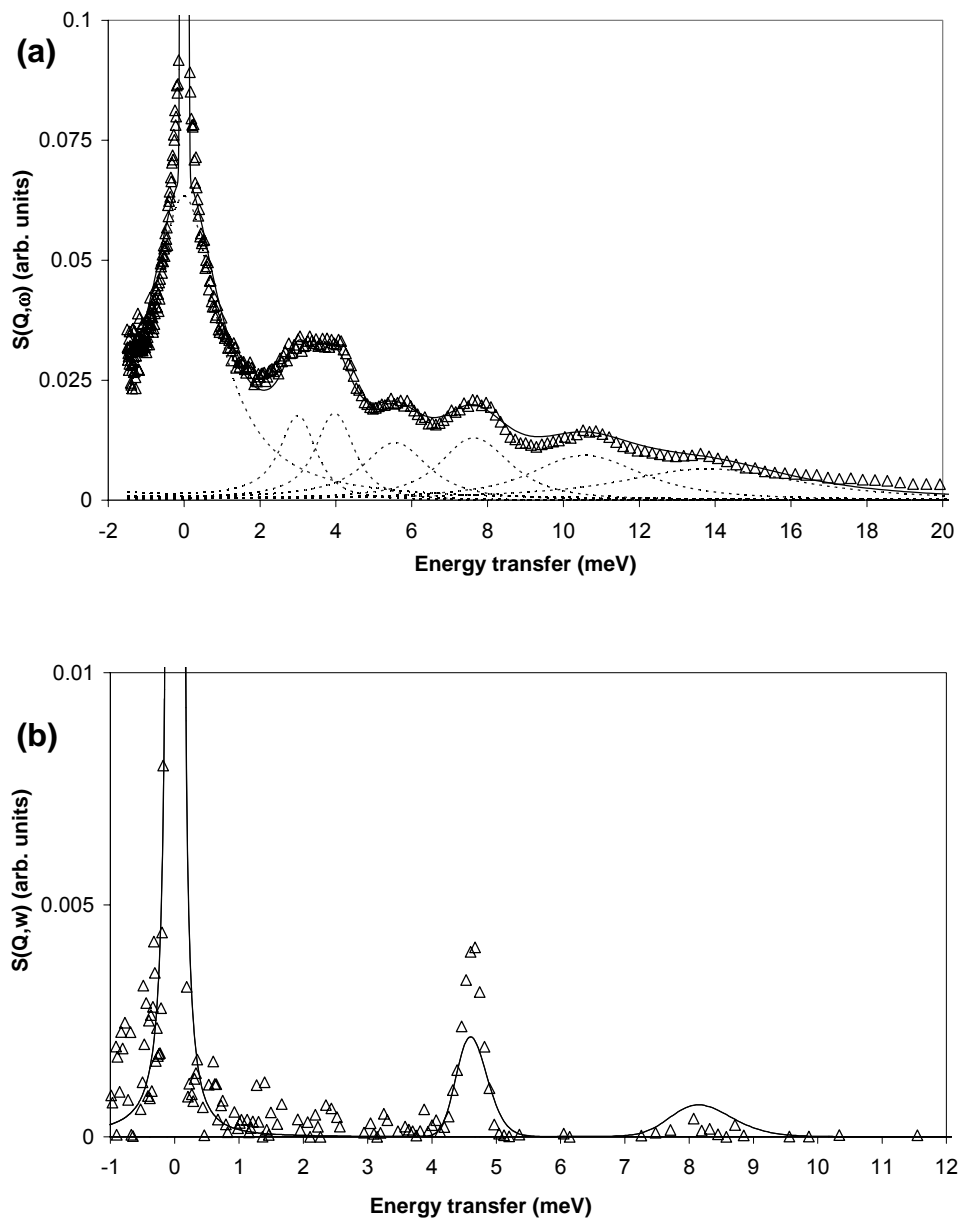 (a)
S(Q,ω) (arb. units)
0.1
0.075
0.05
0.025
0
-2 0 2 4 6 8 10 12 14 16 18 20
Energy transfer (meV)
(b)
S(Q,w) (arb. units)
0.01
0.005
0
-1 0 1 2 3 4 5 6 7 8 9 10 11 12
Energy transfer (meV)